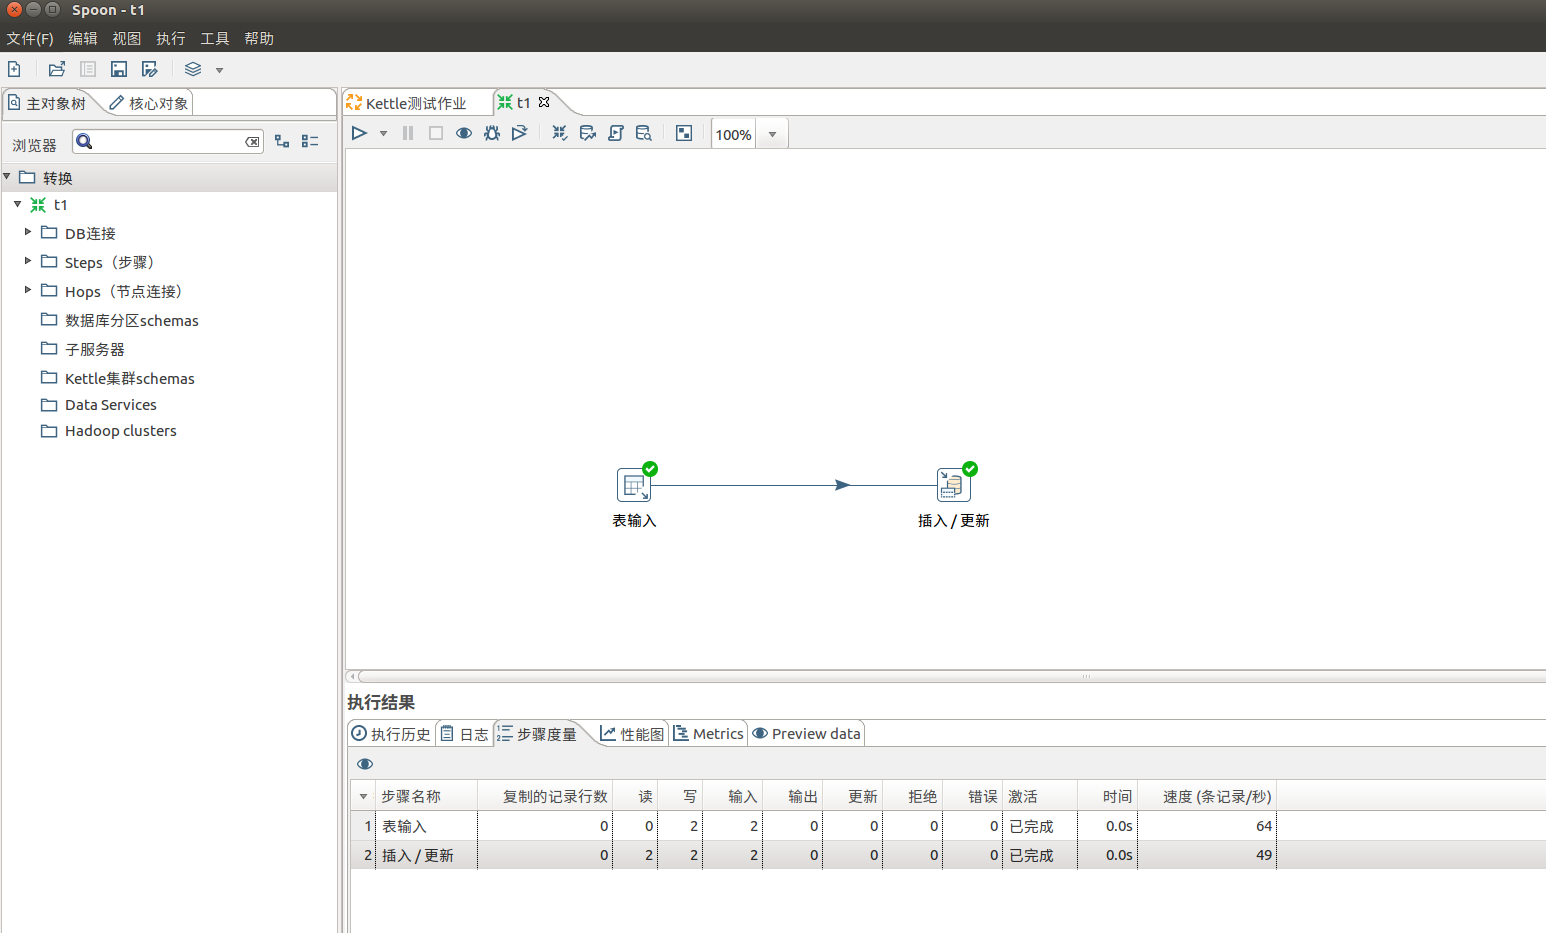 Spoon - t1
文件(F) 编辑 视图 执行 工具 帮助
主对象树 核心对象
浏览器
转换
t1
DB连接
Steps（步骤）
Hops（节点连接）
数据库分区schemas
子服务器
Kettle集群schemas
Data Services
Hadoop clusters
Kettle测试作业 t1
100%
表输入 插入 / 更新
执行结果
执行历史 日志 步骤度量 性能图 Metrics Preview data
步骤名称 复制的记录行数 读 写 输入 输出 更新 拒绝 错误 激活 时间 速度 (条记录/秒)
1 表输入 0 0 2 2 0 0 0 0 已完成 0.0s 64
2 插入 / 更新 0 2 2 2 0 0 0 0 已完成 0.0s 49